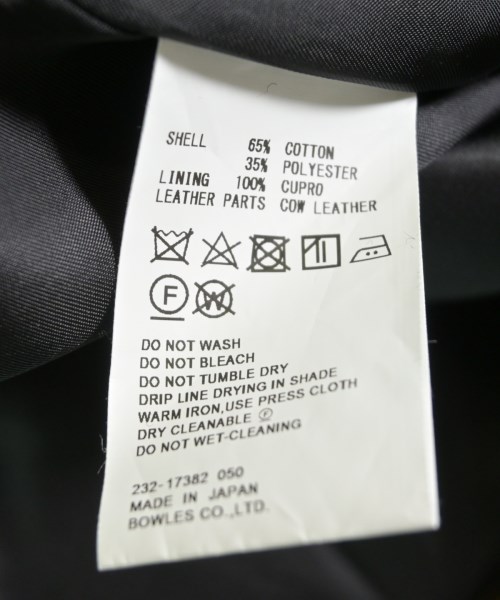 SHELL 65% COTTON
35% POLYESTER
LINING 100% CUPRO
LEATHER PARTS COW LEATHER
F W
DO NOT WASH
DO NOT BLEACH
DO NOT TUMBLE DRY
DRIP LINE DRYING IN SHADE
WARM IRON,USE PRESS CLOTH
DRY CLEANABLE Ⓕ
DO NOT WET-CLEANING
232-17382 050
MADE IN JAPAN
BOWLES CO.,LTD.